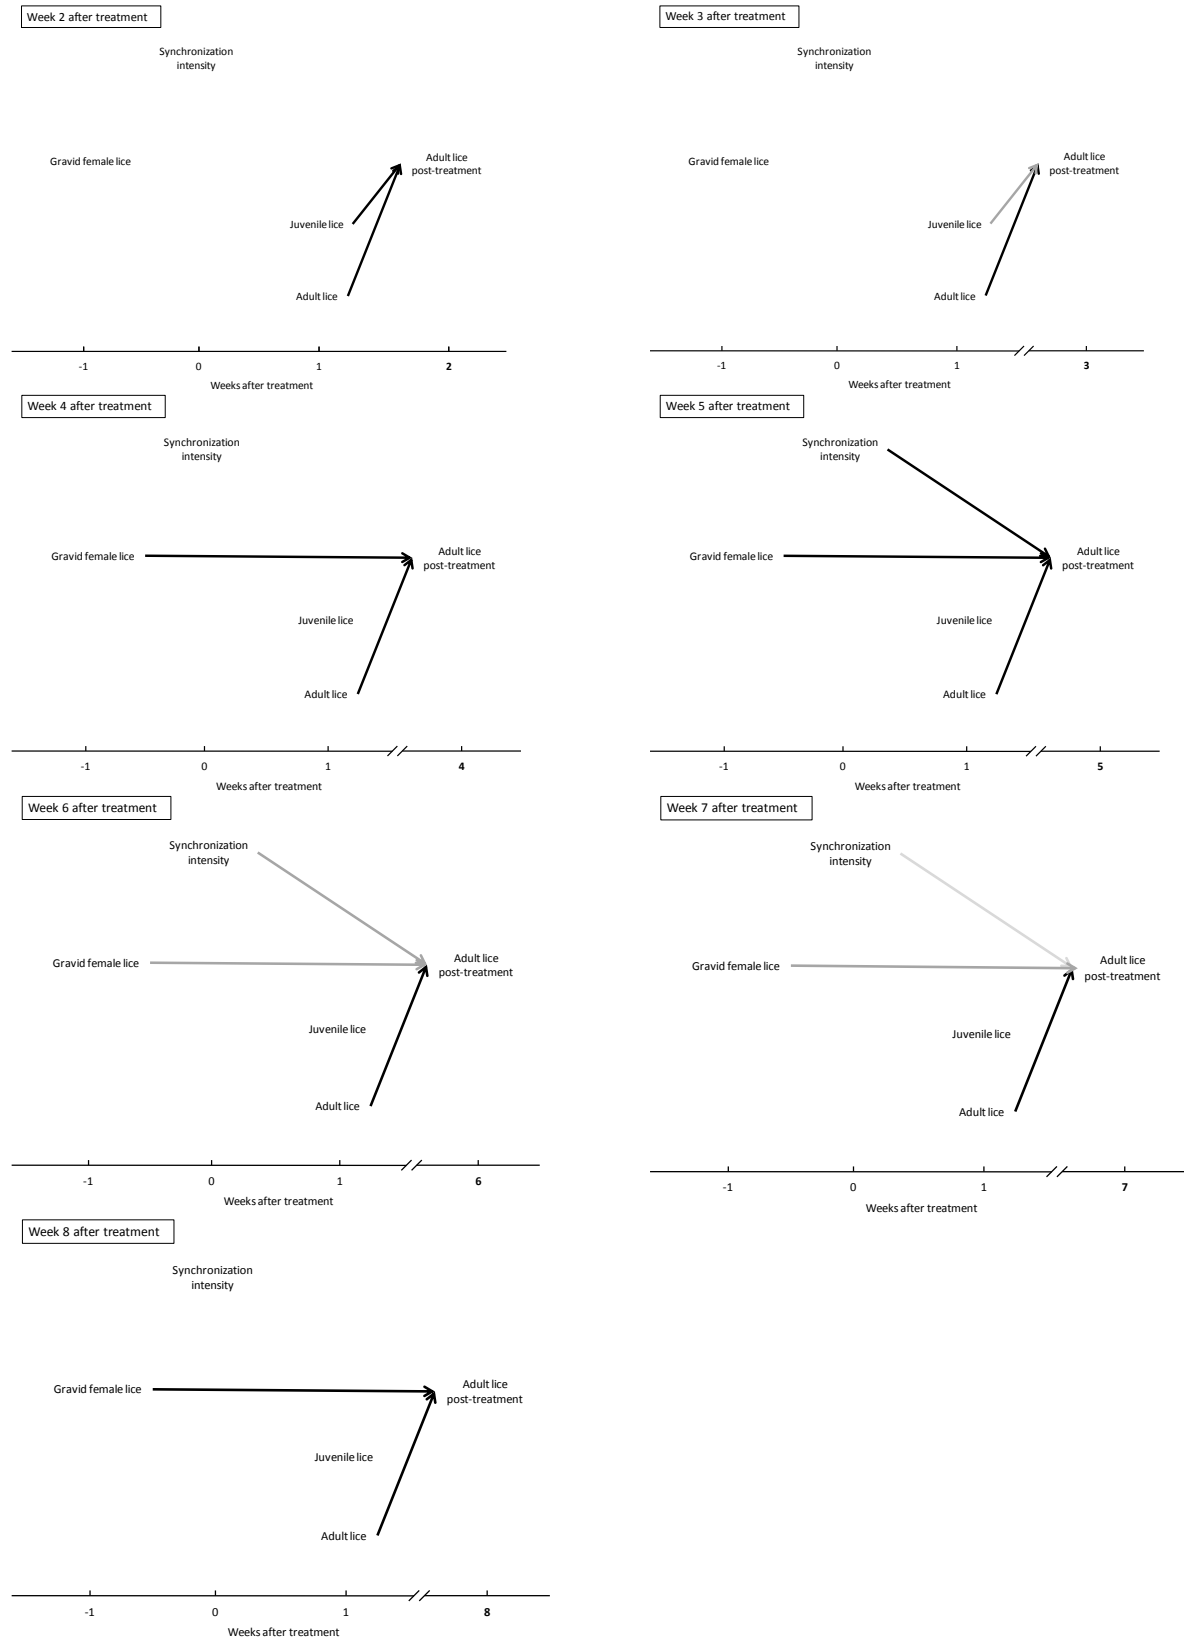 Week 2 after treatment
Synchronization
intensity
Gravid female lice
Adult lice
post-treatment
Juvenile lice
Adult lice
-1 0 1 2
Weeks after treatment
Week 3 after treatment
Synchronization
intensity
Gravid female lice
Adult lice
post-treatment
Juvenile lice
Adult lice
-1 0 1 3
Weeks after treatment
Week 4 after treatment
Synchronization
intensity
Gravid female lice
Adult lice
post-treatment
Juvenile lice
Adult lice
-1 0 1 4
Weeks after treatment
Week 5 after treatment
Synchronization
intensity
Gravid female lice
Adult lice
post-treatment
Juvenile lice
Adult lice
-1 0 1 5
Weeks after treatment
Week 6 after treatment
Synchronization
intensity
Gravid female lice
Adult lice
post-treatment
Juvenile lice
Adult lice
-1 0 1 6
Weeks after treatment
Week 7 after treatment
Synchronization
intensity
Gravid female lice
Adult lice
post-treatment
Juvenile lice
Adult lice
-1 0 1 7
Weeks after treatment
Week 8 after treatment
Synchronization
intensity
Gravid female lice
Adult lice
post-treatment
Juvenile lice
Adult lice
-1 0 1 8
Weeks after treatment